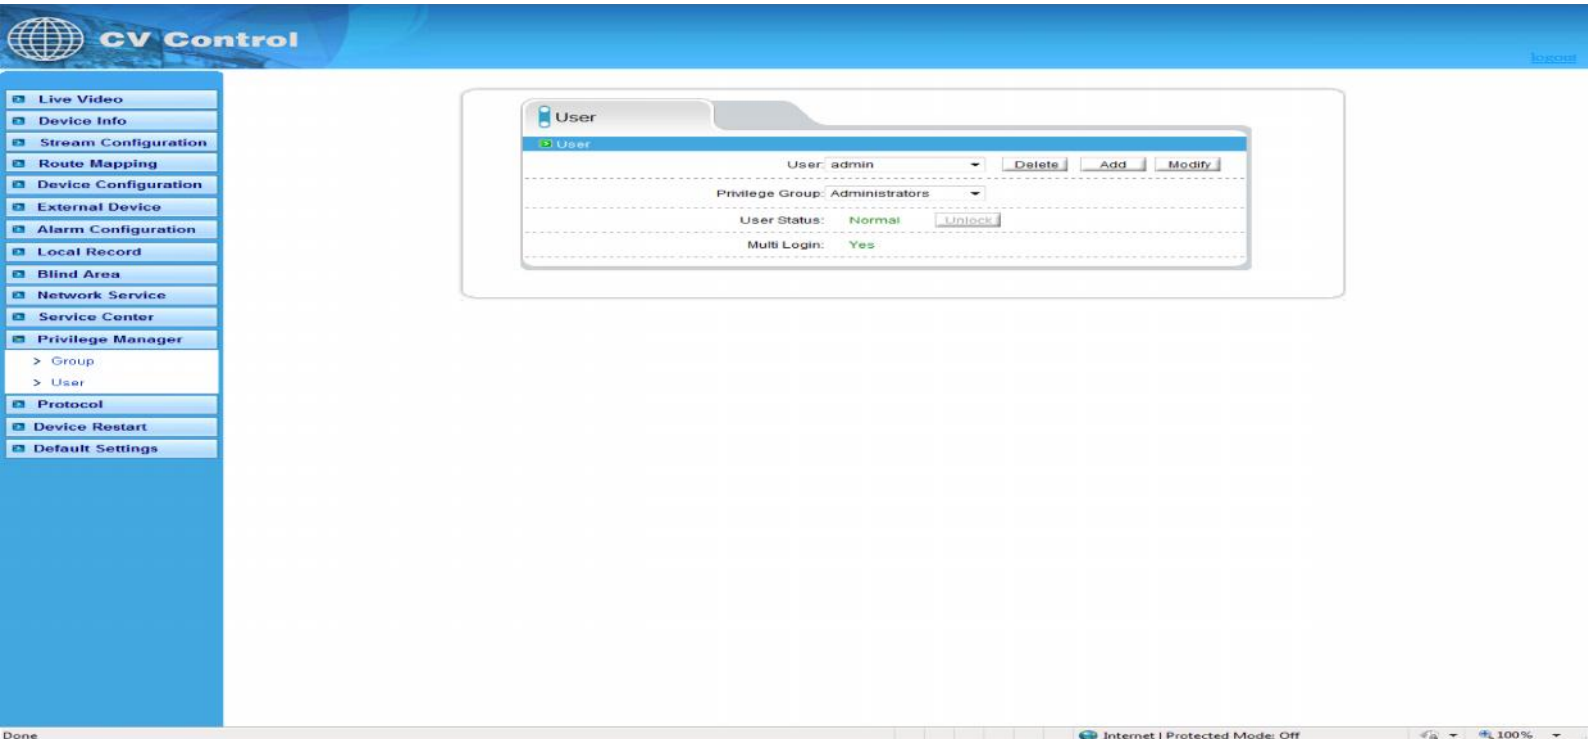 CV Control
logout
Live Video
Device Info
Stream Configuration
Route Mapping
Device Configuration
External Device
Alarm Configuration
Local Record
Blind Area
Network Service
Service Center
Privilege Manager
> Group
> User
Protocol
Device Restart
Default Settings
User
User
User: admin Delete Add Modify
Privilege Group: Administrators
User Status: Normal Unlock
Multi Login: Yes
Done Internet | Protected Mode: Off 100%